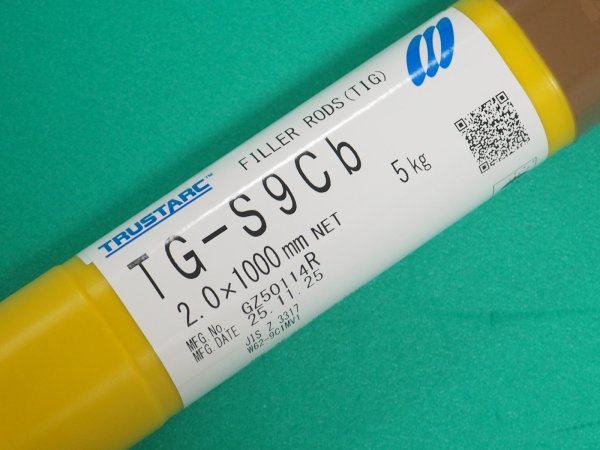 TRUSTARC™
FILLER RODS(TIG)
TG-S9Cb
5kg
2.0×1000mm NET
MFG.No. GZ50114R
MFG.DATE 25.11.25
JIS Z 3317
W62-9C1MV1